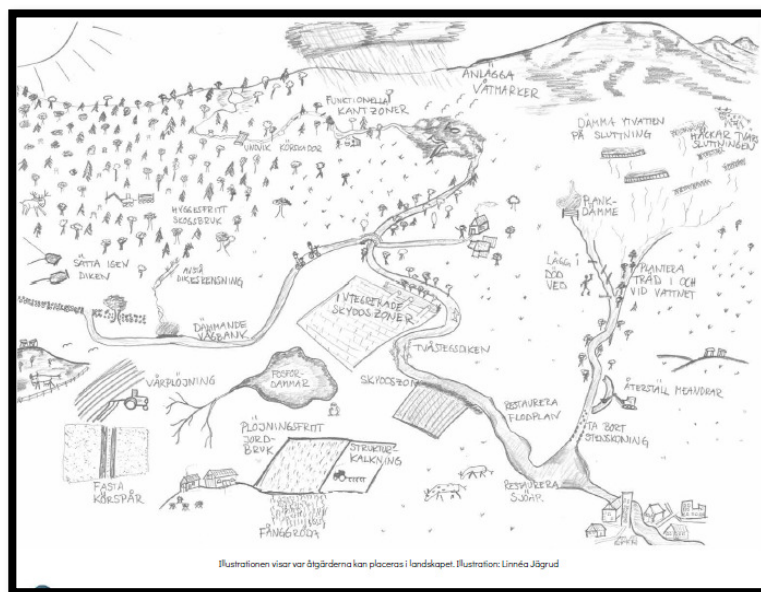 ANLÄGGA
VÅTMARKER
FUNKTIONELLA
KANTZONER
UNDVIK KÖRSKADOR
DÄMMA YTVATTEN
PÅ SLUTTNING
HÄCKAR TVÄRS
SLUTTNINGEN
HYGGESFRITT
SKOGSBRUK
PLANK-
DÄMME
SÄTTA IGEN
DIKEN
AVSTÅ
DIKESRENSNING
LÄGG I
DÖD
VED
PLANTERA
TRÄD I OCH
VID VATTNET
INTEGRERADE
SKYDDSZONER
DÄMMANDE
VÄGBANK
TVÅSTEGSDIKEN
VÅRPLÖJNING
FOSFOR-
DAMMAR
SKYDDSZON
ÅTERSTÄLL MEANDRAR
RESTAURERA
FLODPLAN
PLÖJNINGSFRITT
JORD-
BRUK
STRUKTUR-
KALKNING
TA BORT
STENSKONING
FASTA
KÖRSPÅR
RESTAURERA
SJÖAR
FÅNGGRÖDA
Illustrationen visar var åtgärderna kan placeras i landskapet. Illustration: Linnéa Jägrud